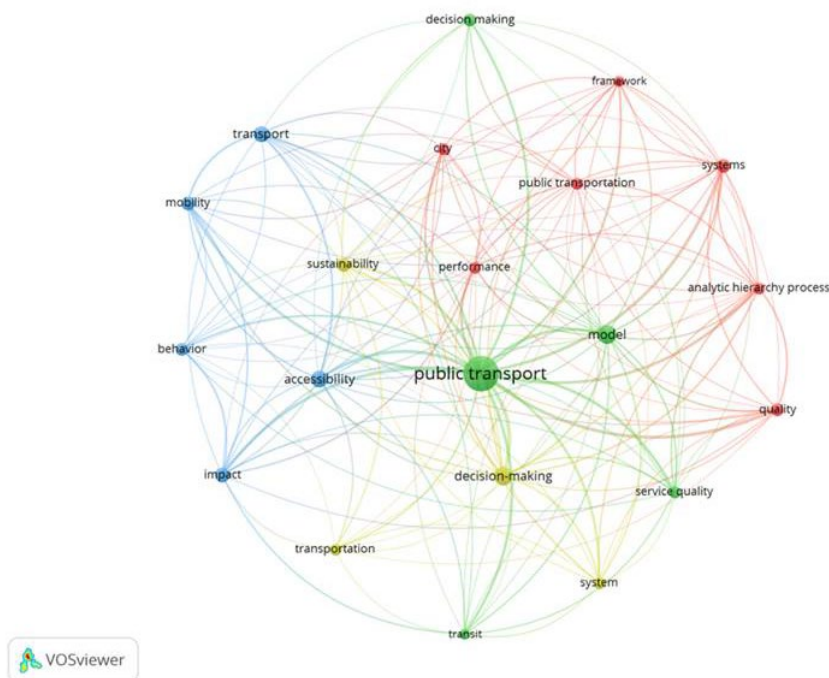 decision making
framework
transport
city
systems
public transportation
mobility
sustainability
performance
analytic hierarchy process
model
behavior
public transport
accessibility
quality
impact
decision-making
service quality
transportation
system
transit
VOSviewer